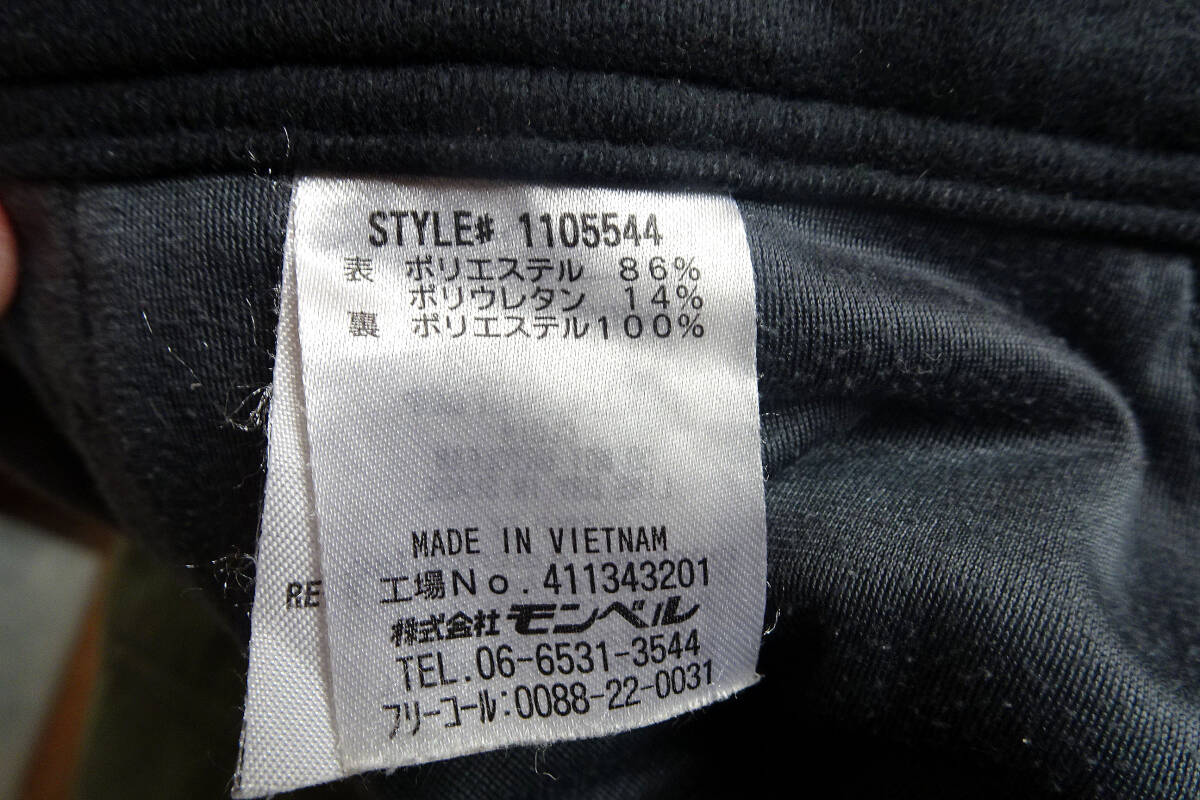 STYLE# 1105544
表 ポリエステル 86%
ポリウレタン 14%
裏 ポリエステル100%
MADE IN VIETNAM
工場No.411343201
株式会社モンベル
TEL.06-6531-3544
フリーコール:0088-22-0031
RE